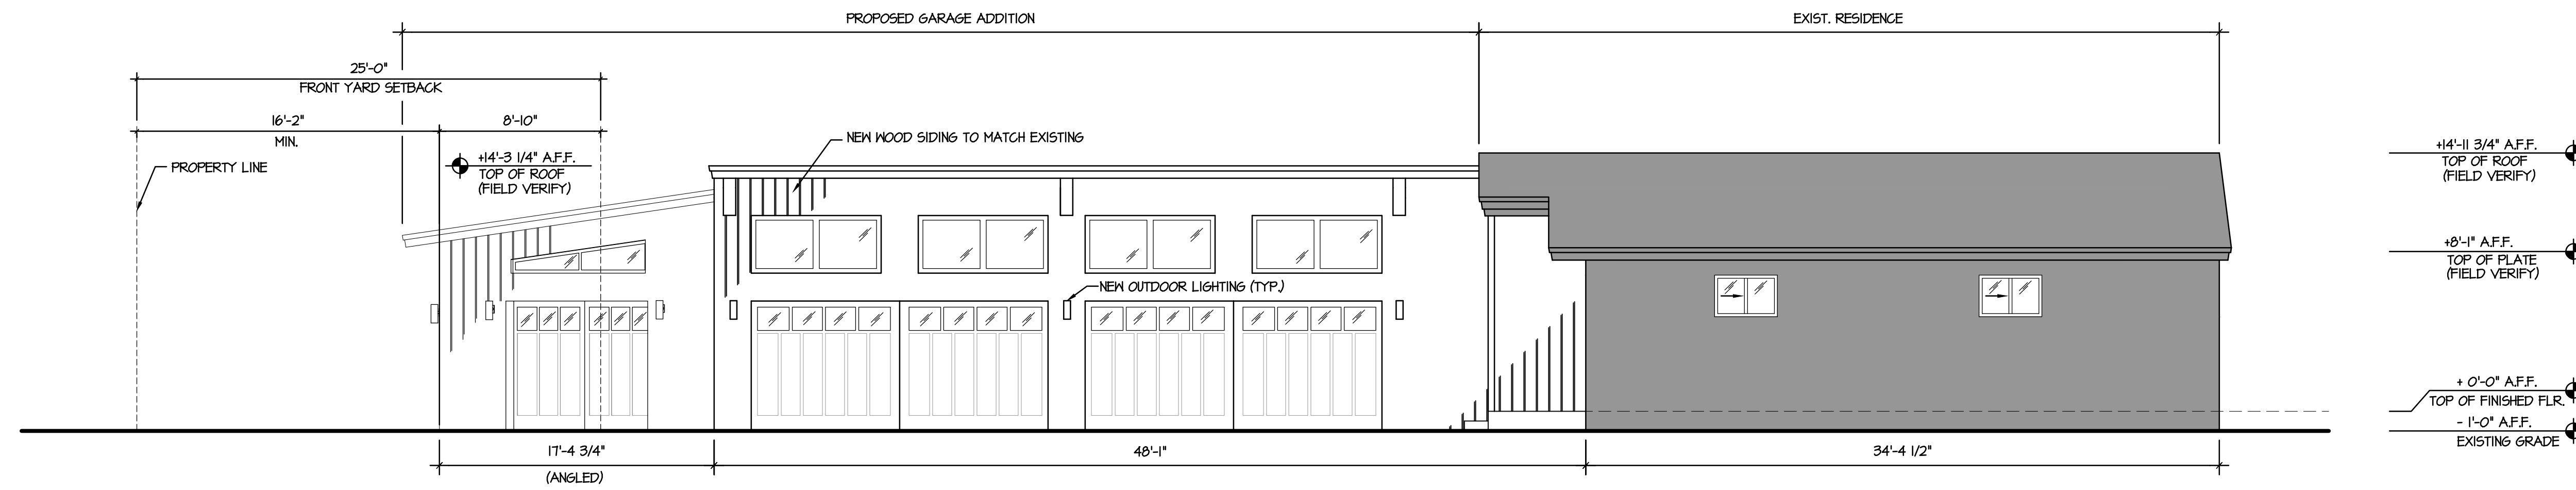 PROPOSED GARAGE ADDITION
EXIST. RESIDENCE
25'-0"
FRONT YARD SETBACK
16'-2"
MIN.
8'-10"
PROPERTY LINE
+14'-3 1/4" A.F.F.
TOP OF ROOF
(FIELD VERIFY)
NEW WOOD SIDING TO MATCH EXISTING
NEW OUTDOOR LIGHTING (TYP.)
+14'-11 3/4" A.F.F.
TOP OF ROOF
(FIELD VERIFY)
+8'-1" A.F.F.
TOP OF PLATE
(FIELD VERIFY)
+ 0'-0" A.F.F.
TOP OF FINISHED FLR.
- 1'-0" A.F.F.
EXISTING GRADE
17'-4 3/4"
(ANGLED)
48'-1"
34'-4 1/2"